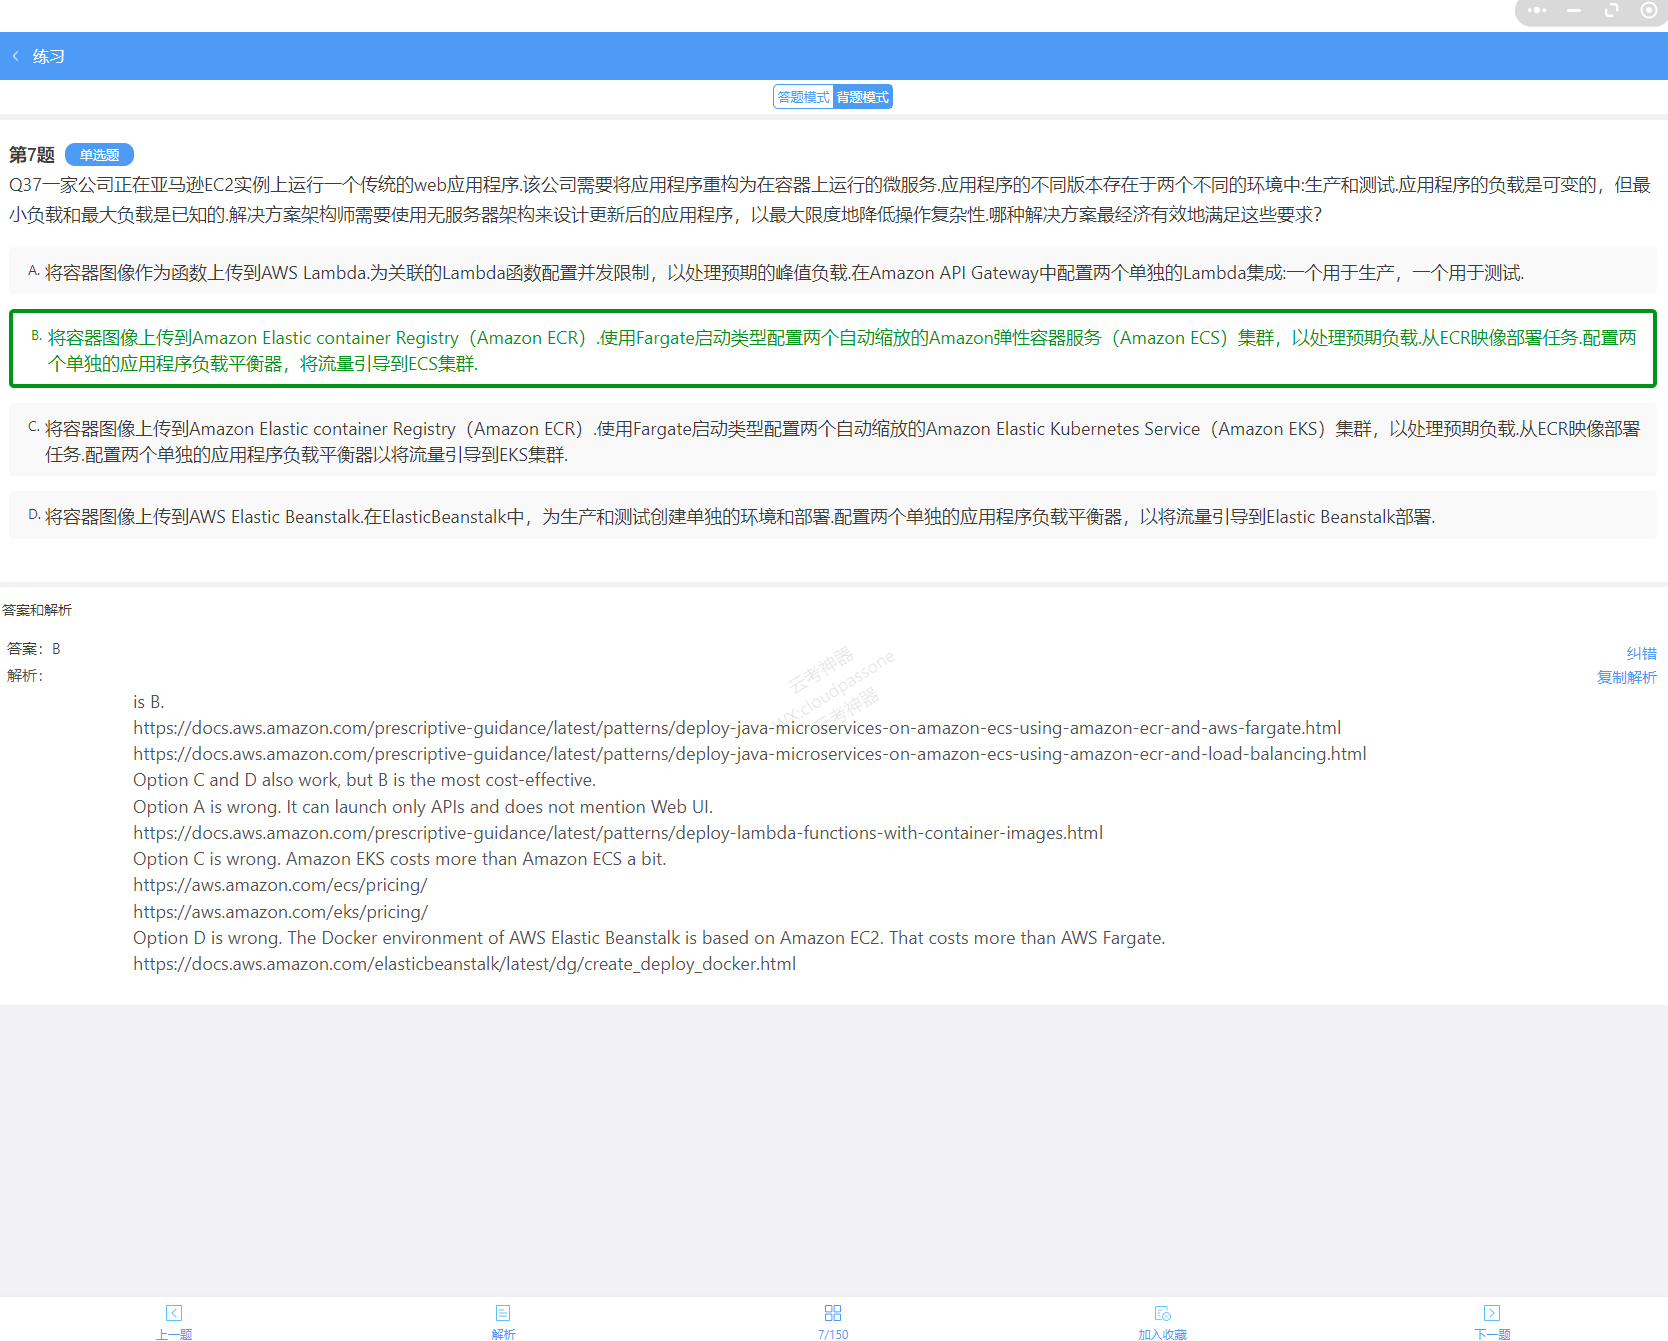 练习
答题模式 背题模式
第7题 单选题
Q37一家公司正在亚马逊EC2实例上运行一个传统的web应用程序.该公司需要将应用程序重构为在容器上运行的微服务.应用程序的不同版本存在于两个不同的环境中:生产和测试.应用程序的负载是可变的，但最
小负载和最大负载是已知的.解决方案架构师需要使用无服务器架构来设计更新后的应用程序，以最大限度地降低操作复杂性.哪种解决方案最经济有效地满足这些要求?
A. 将容器图像作为函数上传到AWS Lambda.为关联的Lambda函数配置并发限制，以处理预期的峰值负载.在Amazon API Gateway中配置两个单独的Lambda集成:一个用于生产，一个用于测试.
B. 将容器图像上传到Amazon Elastic container Registry（Amazon ECR）.使用Fargate启动类型配置两个自动缩放的Amazon弹性容器服务（Amazon ECS）集群，以处理预期负载.从ECR映像部署任务.配置两
个单独的应用程序负载平衡器，将流量引导到ECS集群.
C. 将容器图像上传到Amazon Elastic container Registry（Amazon ECR）.使用Fargate启动类型配置两个自动缩放的Amazon Elastic Kubernetes Service（Amazon EKS）集群，以处理预期负载.从ECR映像部署
任务.配置两个单独的应用程序负载平衡器以将流量引导到EKS集群.
D. 将容器图像上传到AWS Elastic Beanstalk.在ElasticBeanstalk中，为生产和测试创建单独的环境和部署.配置两个单独的应用程序负载平衡器，以将流量引导到Elastic Beanstalk部署.
答案和解析
答案：B
纠错
解析：
复制解析
云考神器
WX:cloudpassone
云考神器
is B.
https://docs.aws.amazon.com/prescriptive-guidance/latest/patterns/deploy-java-microservices-on-amazon-ecs-using-amazon-ecr-and-aws-fargate.html
https://docs.aws.amazon.com/prescriptive-guidance/latest/patterns/deploy-java-microservices-on-amazon-ecs-using-amazon-ecr-and-load-balancing.html
Option C and D also work, but B is the most cost-effective.
Option A is wrong. It can launch only APIs and does not mention Web UI.
https://docs.aws.amazon.com/prescriptive-guidance/latest/patterns/deploy-lambda-functions-with-container-images.html
Option C is wrong. Amazon EKS costs more than Amazon ECS a bit.
https://aws.amazon.com/ecs/pricing/
https://aws.amazon.com/eks/pricing/
Option D is wrong. The Docker environment of AWS Elastic Beanstalk is based on Amazon EC2. That costs more than AWS Fargate.
https://docs.aws.amazon.com/elasticbeanstalk/latest/dg/create_deploy_docker.html
上一题 解析 7/150 加入收藏 下一题